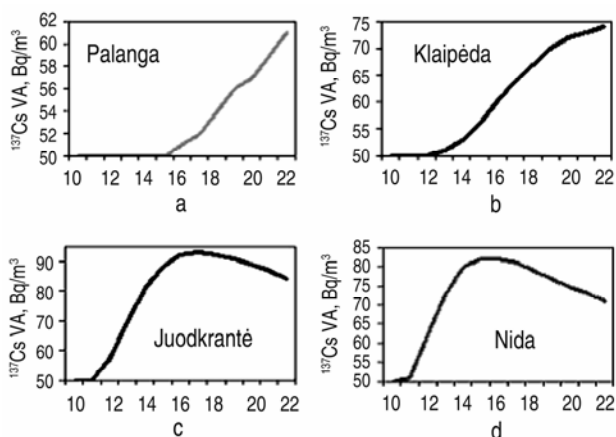 62
60
58
56
54
52
50
¹³⁷Cs VA, Bq/m³
Palanga
10 12 14 16 18 20 22
a
75
70
65
60
55
50
¹³⁷Cs VA, Bq/m³
Klaipėda
10 12 14 16 18 20 22
b
90
80
70
60
50
¹³⁷Cs VA, Bq/m³
Juodkrantė
10 12 14 16 18 20 22
c
85
80
75
70
65
60
55
50
¹³⁷Cs VA, Bq/m³
Nida
10 12 14 16 18 20 22
d